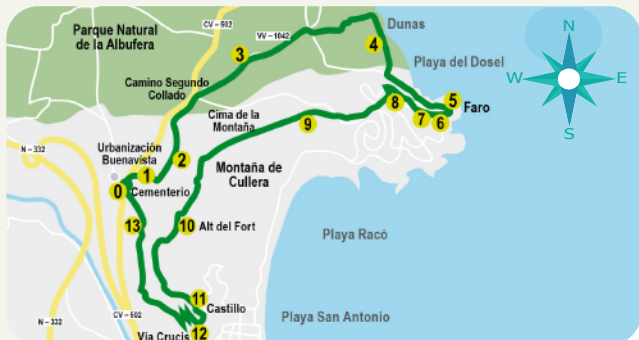 Parque Natural
de la Albufera
CV – 502
VV – 1042
Dunas
N
W
E
S
3
4
Playa del Dosel
Camino Segundo
Collado
5
Faro
8
7
6
Cima de la
Montaña
9
N – 332
Urbanización
Buenavista
1
2
0
Cementerio
Montaña de
Cullera
13
10
Alt del Fort
Playa Racó
11
Castillo
N – 332
CV – 502
Vía Crucis
12
Playa San Antonio